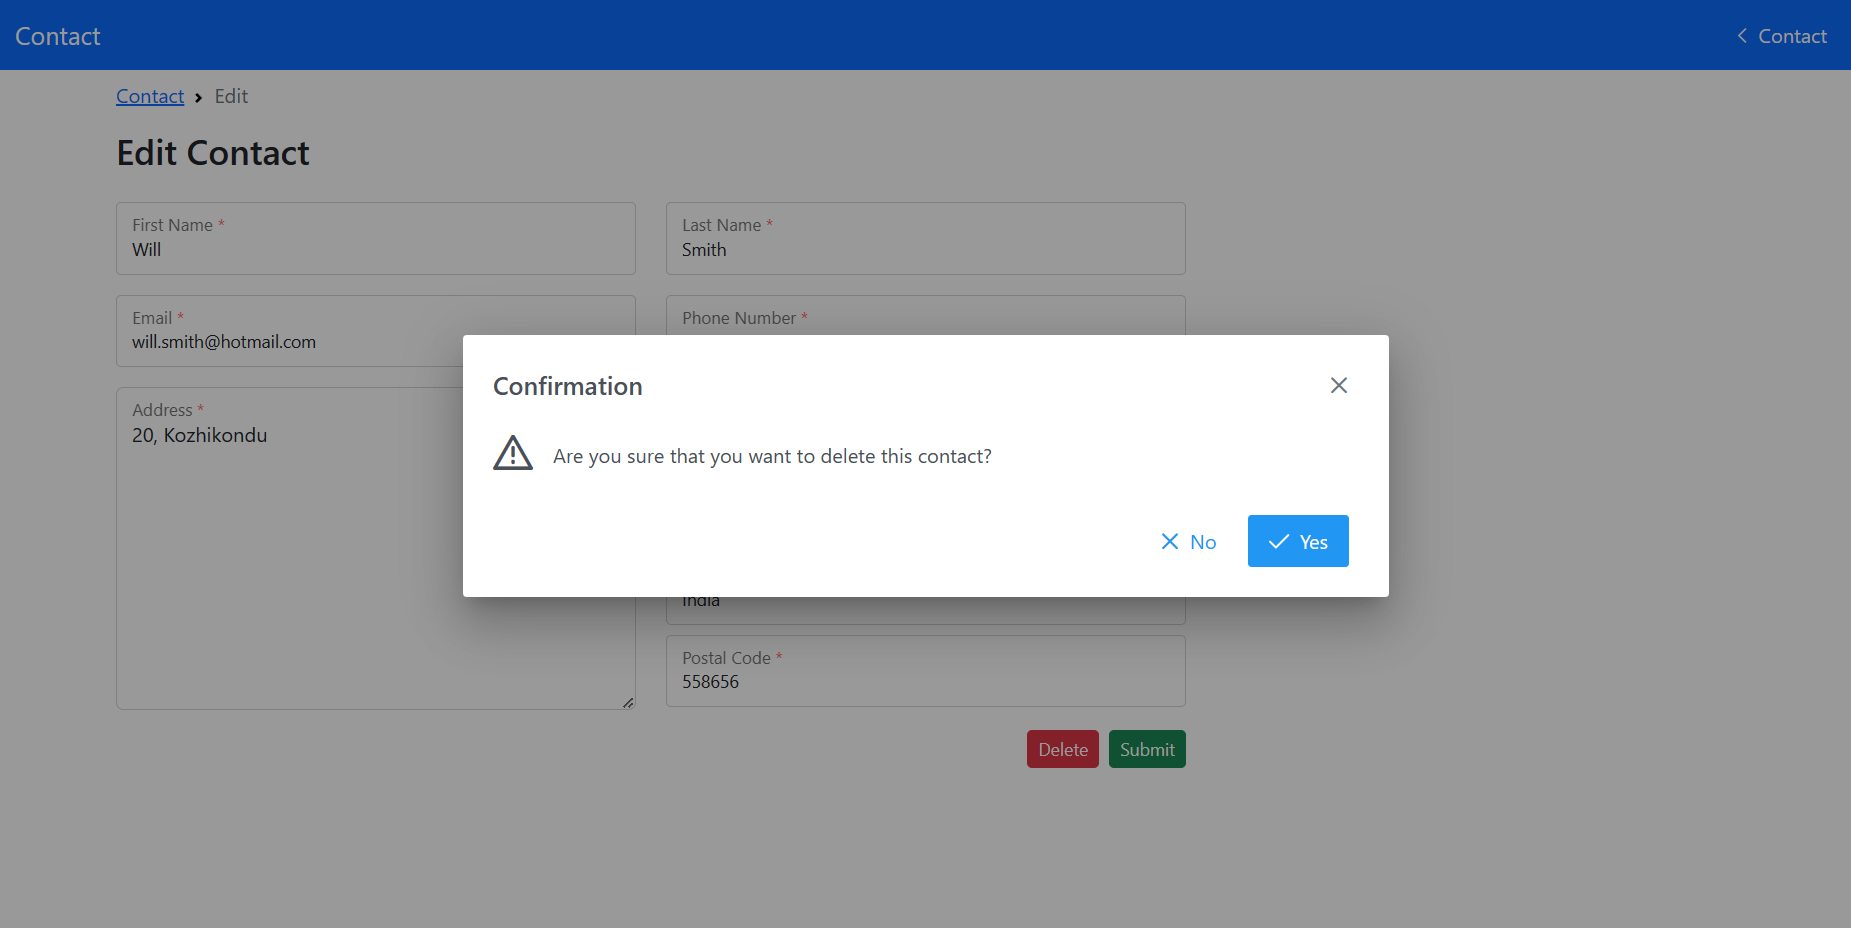 Contact
Contact
Contact
Edit
Edit Contact
First Name *
Will
Last Name *
Smith
Email *
will.smith@hotmail.com
Phone Number *
Address *
20, Kozhikondu
Confirmation
Are you sure that you want to delete this contact?
No
Yes
India
Postal Code *
558656
Delete
Submit